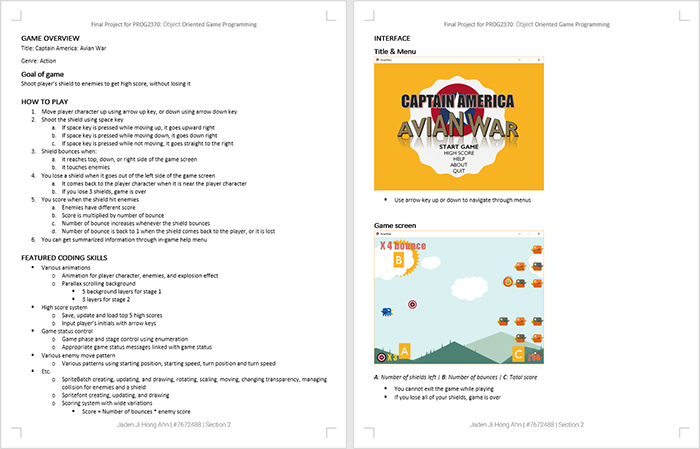 Final Project for PROG2370: Object Oriented Game Programming
GAME OVERVIEW
Title: Captain America: Avian War
Genre: Action
Goal of game
Shoot player's shield to enemies to get high score, without losing it
HOW TO PLAY
1. Move player character up using arrow up key, or down using arrow down key
2. Shoot the shield using space key
a. If space key is pressed while moving up, it goes upward right
b. If space key is pressed while moving down, it goes down right
c. If space key is pressed while not moving, it goes straight to the right
3. Shield bounces when:
a. it reaches top, down, or right side of the game screen
b. it touches enemies
4. You lose a shield when it goes out of the left side of the game screen
a. It comes back to the player character when it is near the player character
b. If you lose 3 shields, game is over
5. You score when the shield hit enemies
a. Enemies have different score
b. Score is multiplied by number of bounce
c. Number of bounce increases whenever the shield bounces
d. Number of bounce is back to 1 when the shield comes back to the player, or it is lost
6. You can get summarized information through in-game help menu
FEATURED CODING SKILLS
▪ Various animations
o Animation for player character, enemies, and explosion effect
o Parallax scrolling background
▪ 5 background layers for stage 1
▪ 3 layers for stage 2
▪ High score system
o Save, update and load top 5 high scores
o Input player's initials with arrow keys
▪ Game status control
o Game phase and stage control using enumeration
o Appropriate game status messages linked with game status
▪ Various enemy move pattern
o Various patterns using starting position, starting speed, turn position and turn speed
▪ Etc.
o SpriteBatch creating, updating, and drawing, rotating, scaling, moving, changing transparency, managing
collision for enemies and a shield
o Spritefont creating, updating, and drawing
o Scoring system with wide variations
▪ Score = Number of bounces * enemy score
Jaden Ji Hong Ahn | #7672488 | Section 2
Final Project for PROG2370: Object Oriented Game Programming
INTERFACE
Title & Menu
CAPTAIN AMERICA
AVIAN WAR
START GAME
HIGH SCORE
HELP
ABOUT
QUIT
▪ Use arrow key up or down to navigate through menus
Game screen
X 4 Bounce
B
A
X 3
C
A: Number of shields left | B: Number of bounces | C: Total score
▪ You cannot exit the game while playing
▪ If you lose all of your shields, game is over
Jaden Ji Hong Ahn | #7672488 | Section 2